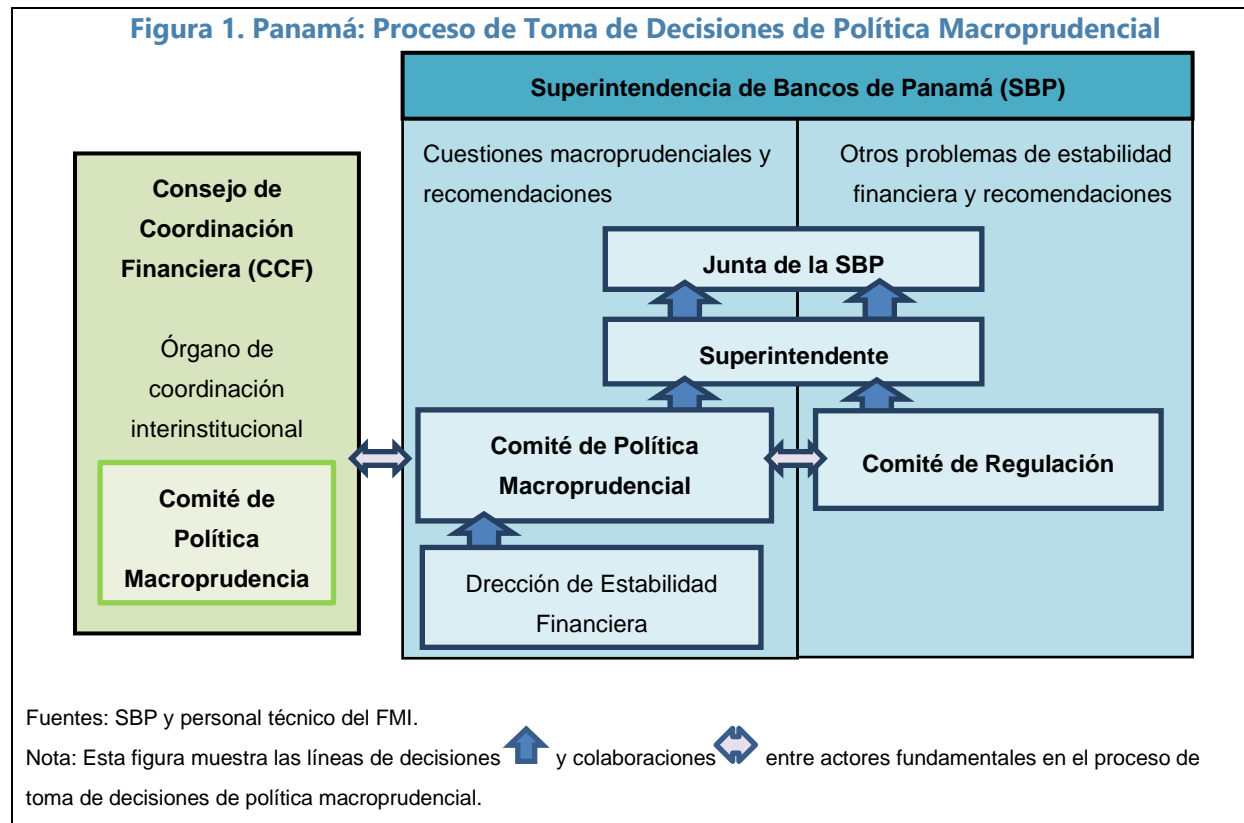 Figura 1. Panamá: Proceso de Toma de Decisiones de Política Macroprudencial
Superintendencia de Bancos de Panamá (SBP)
Consejo de
Coordinación
Financiera (CCF)
Órgano de
coordinación
interinstitucional
Comité de
Política
Macroprudencia
Cuestiones macroprudenciales y
recomendaciones
Otros problemas de estabilidad
financiera y recomendaciones
Junta de la SBP
Superintendente
Comité de Política
Macroprudencial
Comité de Regulación
Drección de Estabilidad
Financiera
Fuentes: SBP y personal técnico del FMI.
Nota: Esta figura muestra las líneas de decisiones y colaboraciones entre actores fundamentales en el proceso de
toma de decisiones de política macroprudencial.